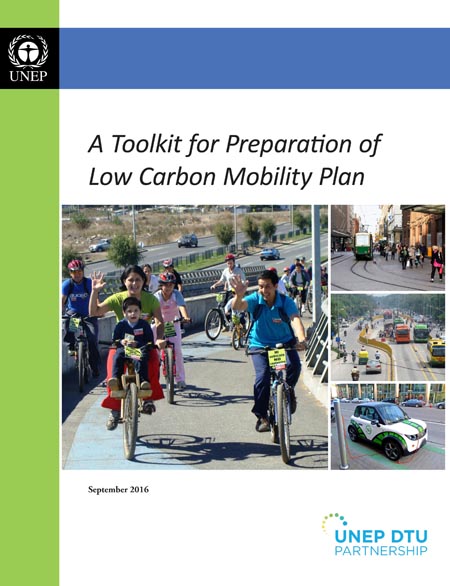 UNEP
A Toolkit for Preparation of
Low Carbon Mobility Plan
September 2016
UNEP DTU
PARTNERSHIP